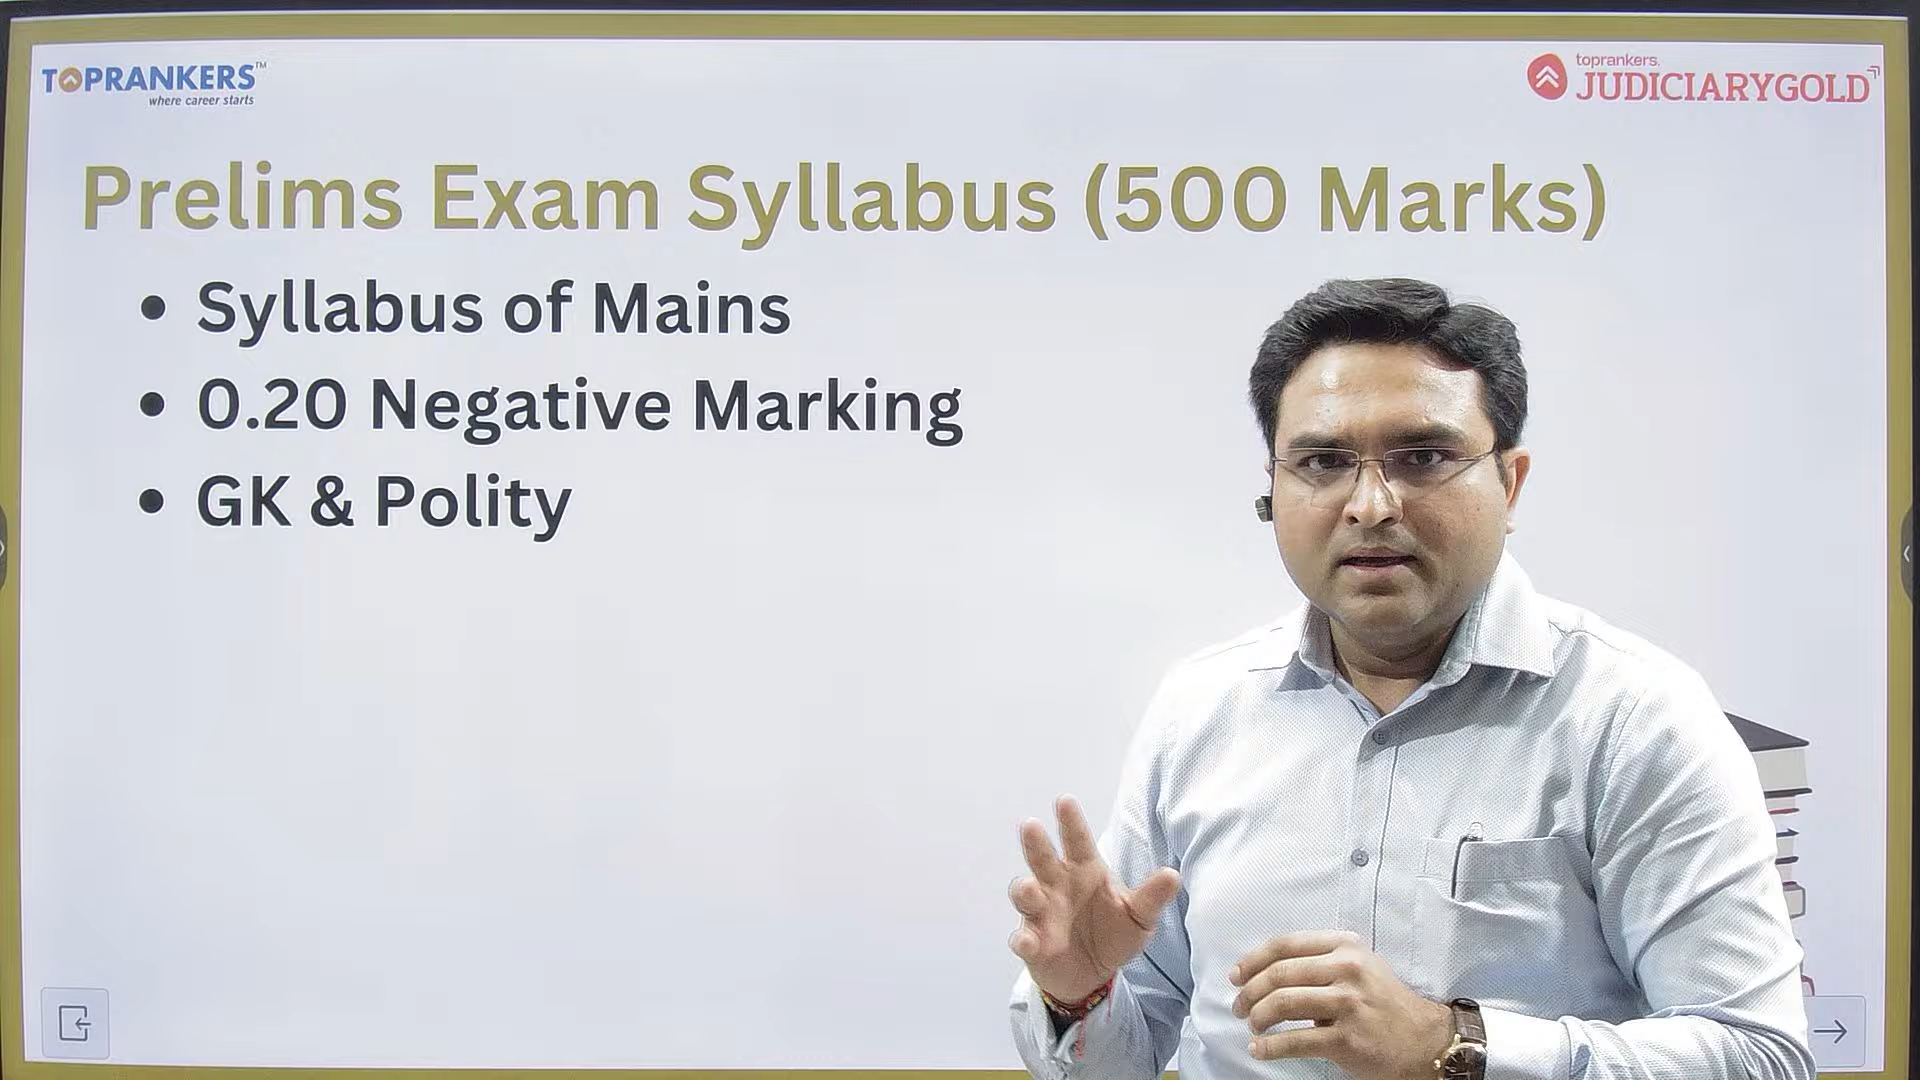 TOPRANKERS™
where career starts
toprankers.
JUDICIARYGOLD
Prelims Exam Syllabus (500 Marks)
• Syllabus of Mains
• 0.20 Negative Marking
• GK & Polity